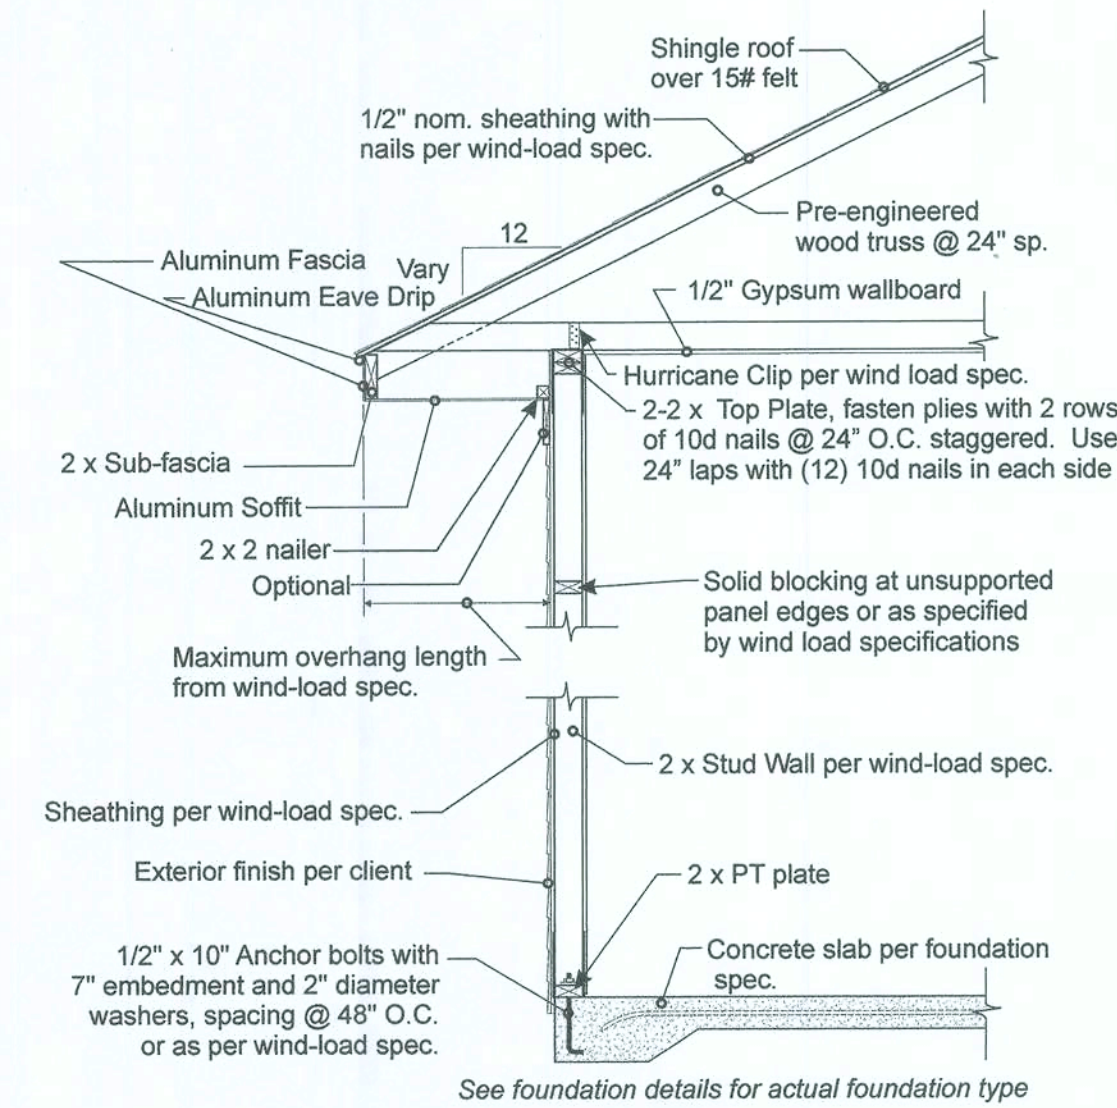 Shingle roof
over 15# felt
1/2" nom. sheathing with
nails per wind-load spec.
Pre-engineered
wood truss @ 24" sp.
12
Vary
Aluminum Fascia
Aluminum Eave Drip
1/2" Gypsum wallboard
Hurricane Clip per wind load spec.
2-2 x Top Plate, fasten plies with 2 rows
of 10d nails @ 24” O.C. staggered. Use
24” laps with (12) 10d nails in each side
2 x Sub-fascia
Aluminum Soffit
2 x 2 nailer
Optional
Solid blocking at unsupported
panel edges or as specified
by wind load specifications
Maximum overhang length
from wind-load spec.
2 x Stud Wall per wind-load spec.
Sheathing per wind-load spec.
Exterior finish per client
2 x PT plate
1/2" x 10" Anchor bolts with
7" embedment and 2" diameter
washers, spacing @ 48" O.C.
or as per wind-load spec.
Concrete slab per foundation
spec.
See foundation details for actual foundation type